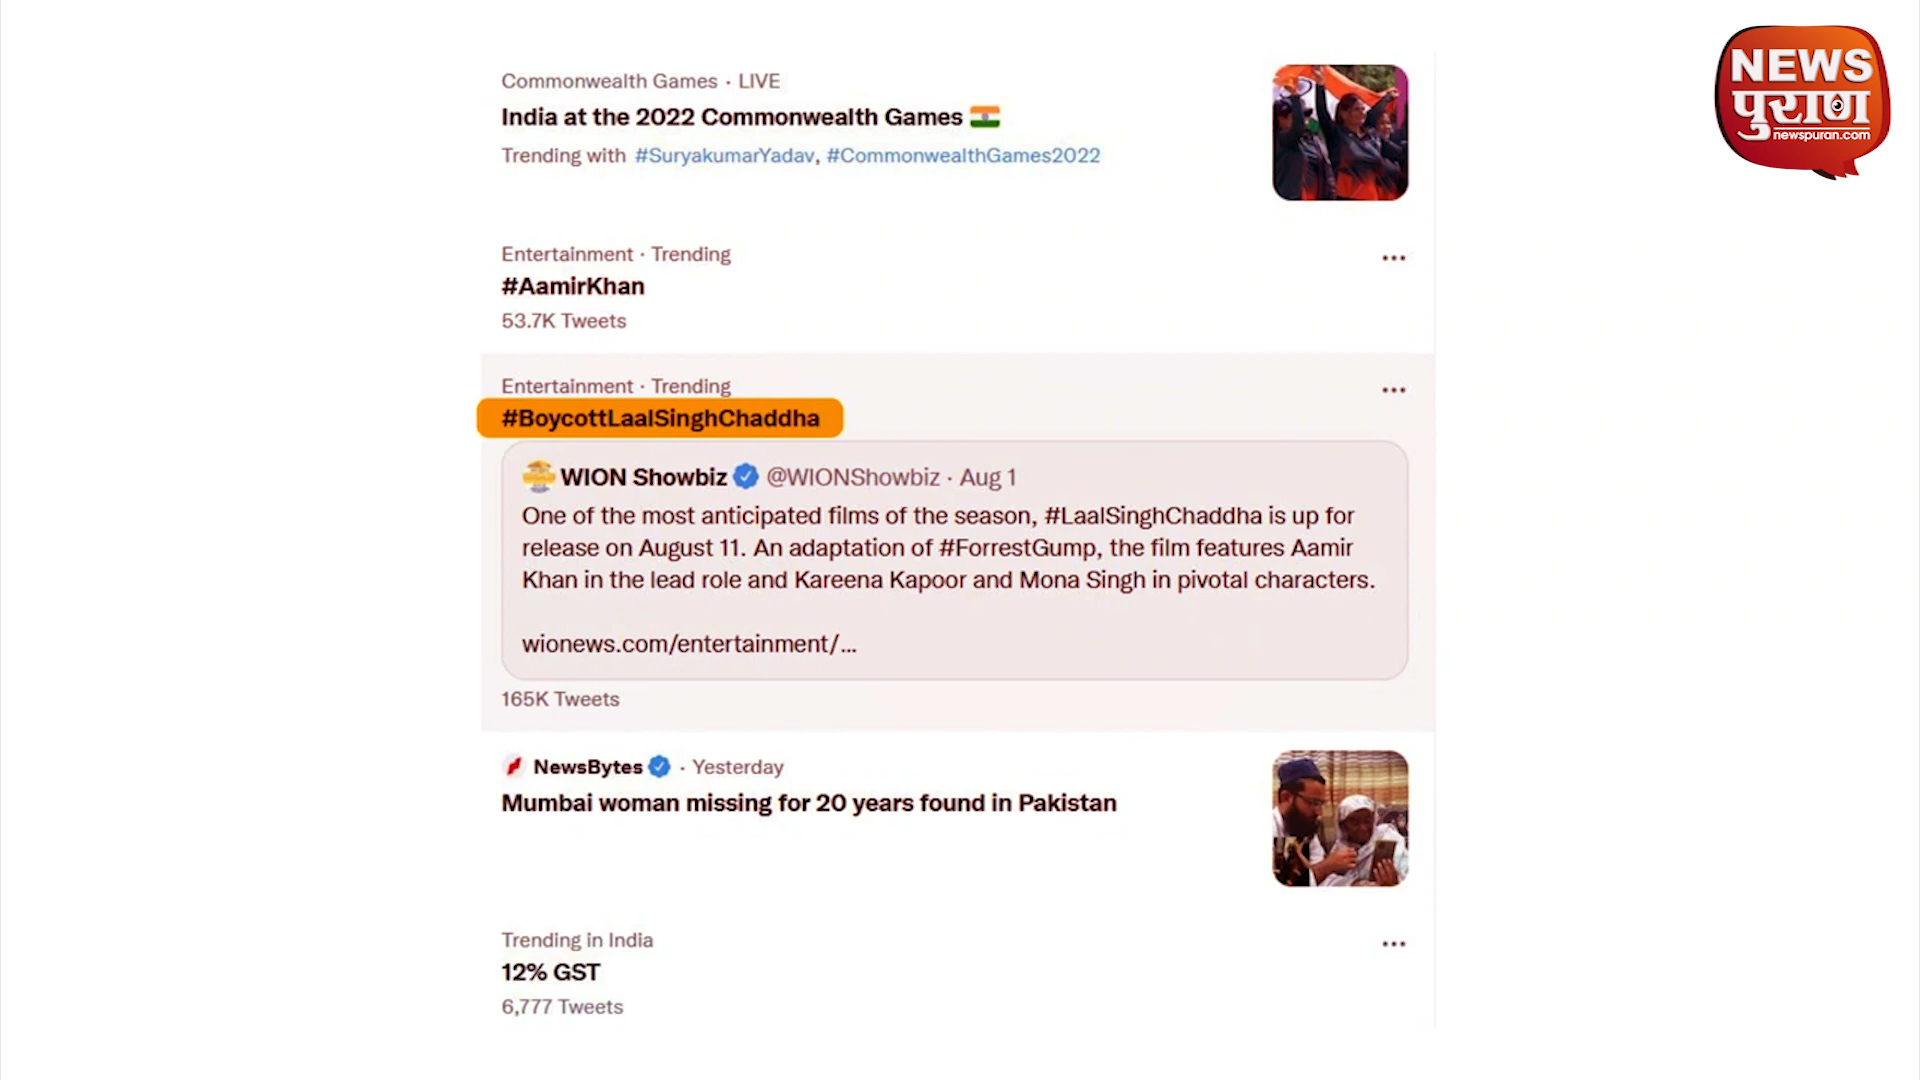 Commonwealth Games · LIVE
India at the 2022 Commonwealth Games
Trending with #SuryakumarYadav, #CommonwealthGames2022
Entertainment · Trending
#AamirKhan
53.7K Tweets
Entertainment · Trending
#BoycottLaalSinghChaddha
WION Showbiz @WIONShowbiz · Aug 1
One of the most anticipated films of the season, #LaalSinghChaddha is up for
release on August 11. An adaptation of #ForrestGump, the film features Aamir
Khan in the lead role and Kareena Kapoor and Mona Singh in pivotal characters.
wionews.com/entertainment/...
165K Tweets
NewsBytes · Yesterday
Mumbai woman missing for 20 years found in Pakistan
Trending in India
12% GST
6,777 Tweets
NEWS
पुराण
newspuran.com